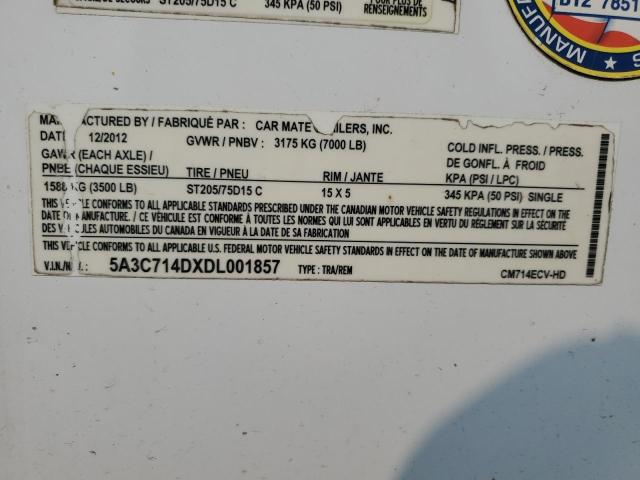 ST205/75D15 C 345 KPA (50 PSI) POUR PLUS DE
RENSEIGNEMENTS
B12 7851
MANUF
MANUFACTURED BY / FABRIQUÉ PAR : CAR MATE TRAILERS, INC.
DATE 12/2012 GVWR / PNBV : 3175 KG (7000 LB) COLD INFL. PRESS. / PRESS.
GAWR (EACH AXLE) / DE GONFL. À FROID
PNBE (CHAQUE ESSIEU) TIRE / PNEU RIM / JANTE KPA (PSI / LPC)
1588 KG (3500 LB) ST205/75D15 C 15 X 5 345 KPA (50 PSI) SINGLE
THIS VEHICLE CONFORMS TO ALL APPLICABLE STANDARDS PRESCRIBED UNDER THE CANADIAN MOTOR VEHICLE SAFETY REGULATIONS IN EFFECT ON THE
DATE OF MANUFACTURE. / CE VÉHICULE EST CONFORME À TOUTES LES NORMES QUI LUI SONT APPLICABLES EN VERTU DU RÈGLEMENT SUR LA SÉCURITÉ
DES VÉHICULES AUTOMOBILES DU CANADA EN VIGUEUR À LA DATE DE SA FABRICATION
THIS VEHICLE CONFORMS TO ALL APPLICABLE U.S. FEDERAL MOTOR VEHICLE SAFETY STANDARDS IN EFFECT ON THE DATE OF MANUFACTURE.
V.I.N./N.I.V.: 5A3C714DXDL001857 TYPE : TRA/REM CM714ECV-HD